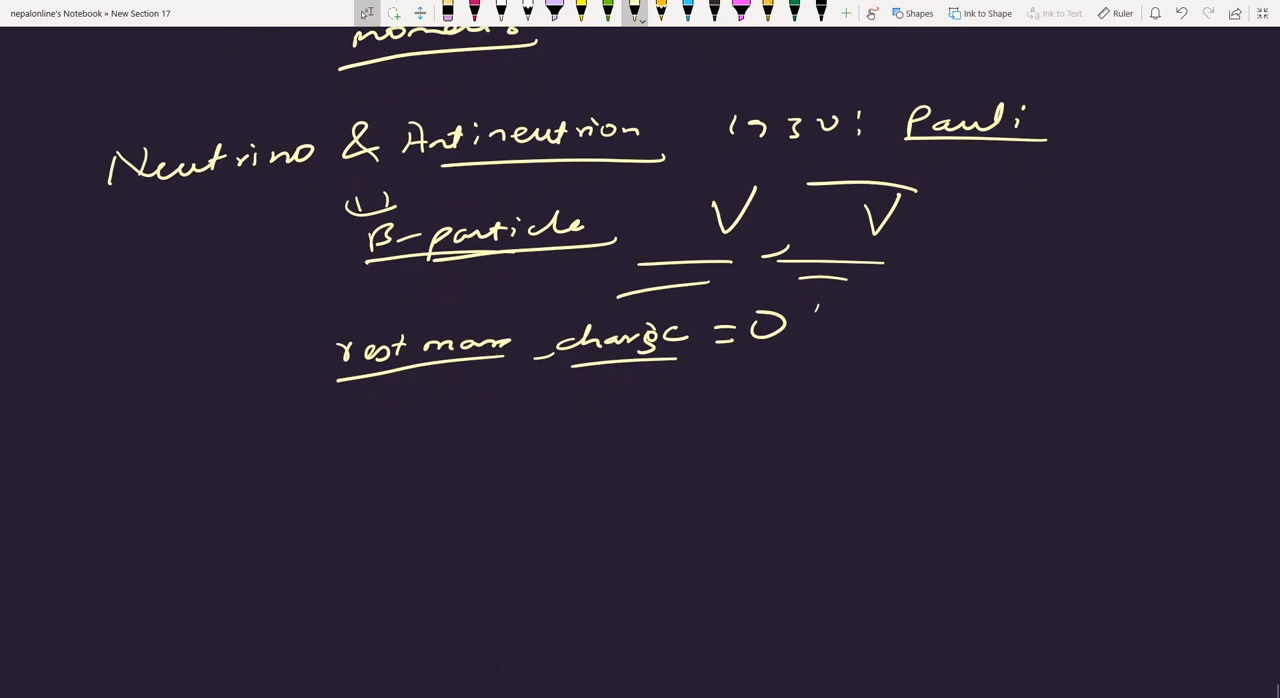 nepalonline's Notebook » New Section 17
Shapes Ink to Shape Ink to Text Ruler
Neutrino & Antineutrion 1930: Pauli
β-particle ν, ν̅
rest mass, charge = 0